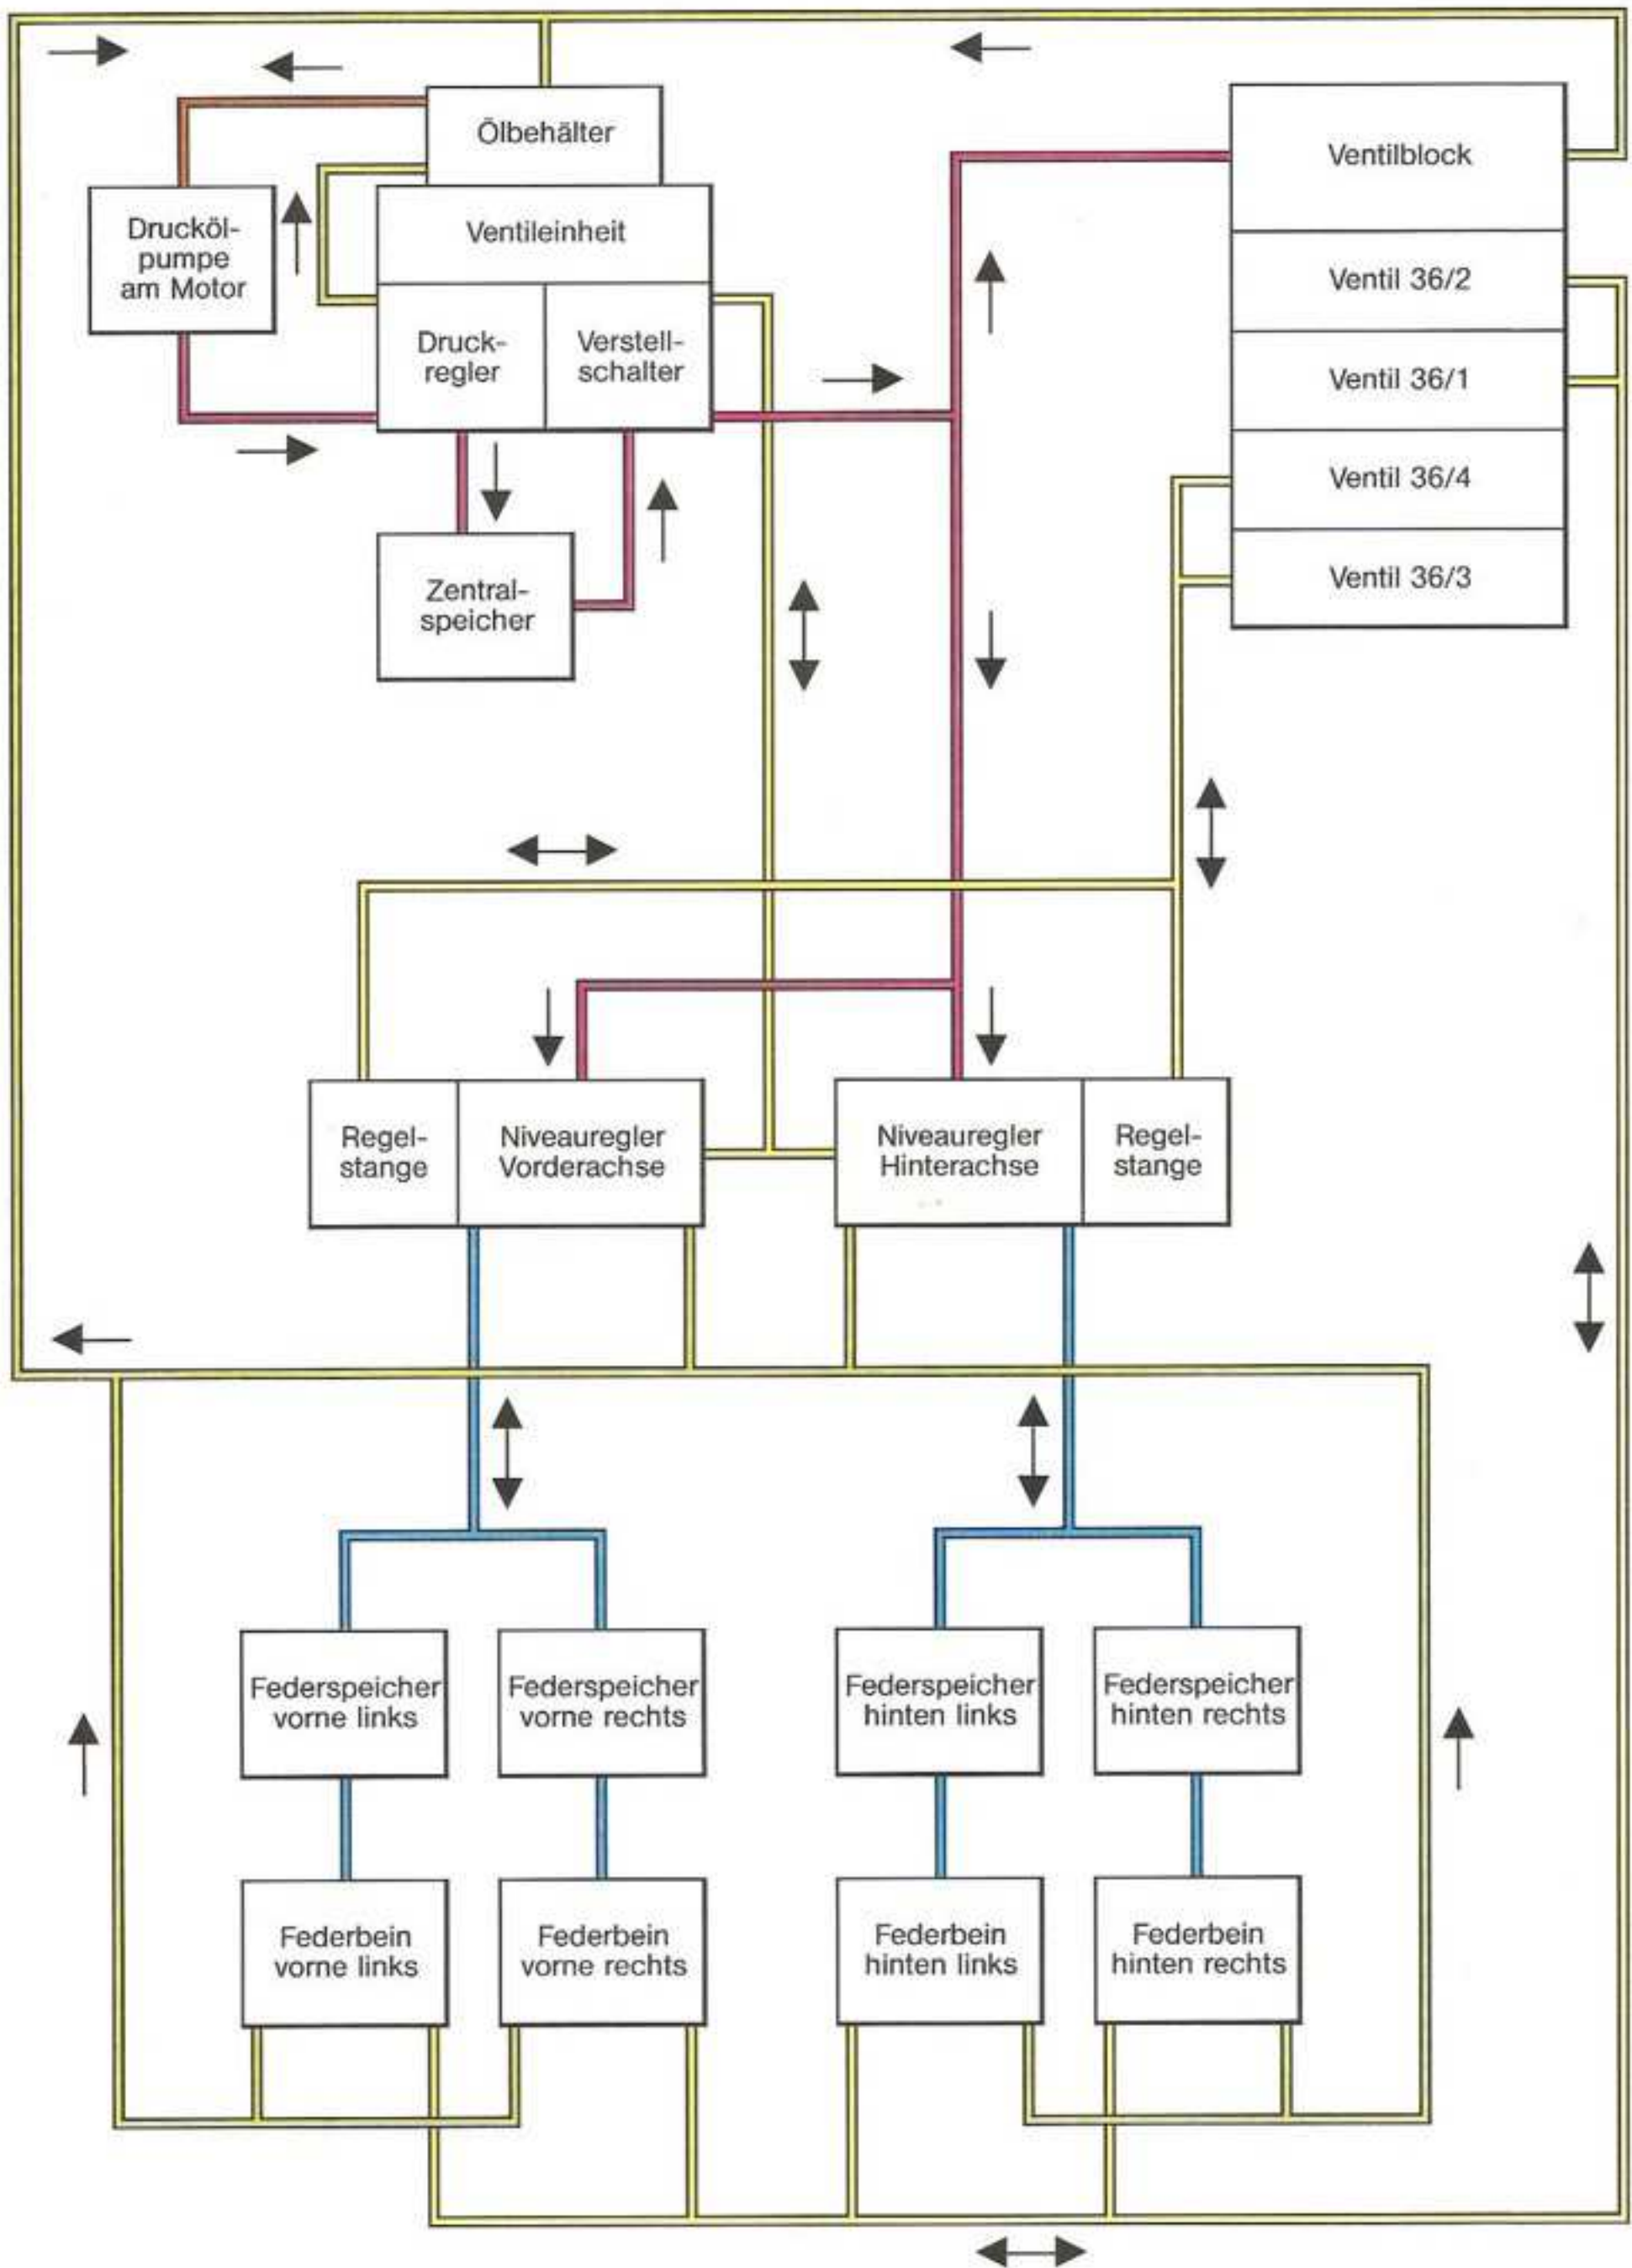 Ölbehälter
Ventilblock
Drucköl-
pumpe
am Motor
Ventileinheit
Ventil 36/2
Druck-
regler
Verstell-
schalter
Ventil 36/1
Ventil 36/4
Zentral-
speicher
Ventil 36/3
Regel-
stange
Niveauregler
Vorderachse
Niveauregler
Hinterachse
Regel-
stange
Federspeicher
vorne links
Federspeicher
vorne rechts
Federspeicher
hinten links
Federspeicher
hinten rechts
Federbein
vorne links
Federbein
vorne rechts
Federbein
hinten links
Federbein
hinten rechts